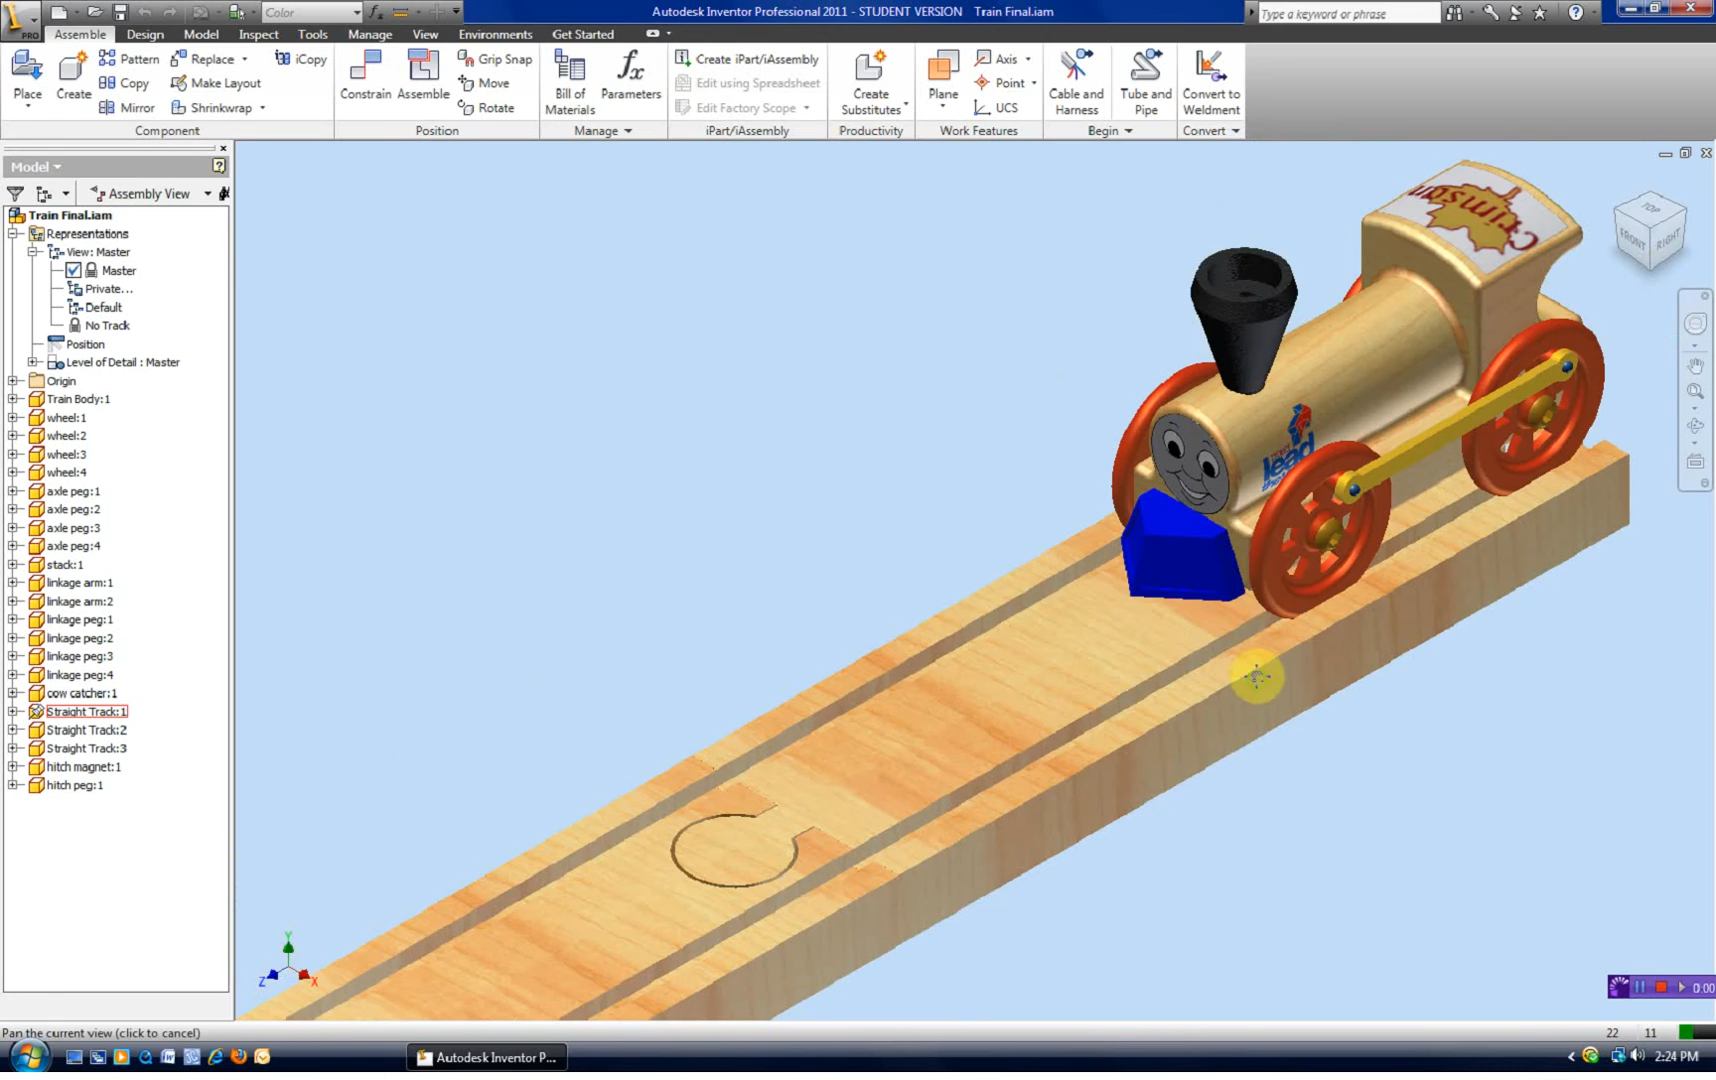 PRO
Color
Autodesk Inventor Professional 2011 - STUDENT VERSION Train Final.iam
Type a keyword or phrase
Assemble Design Model Inspect Tools Manage View Environments Get Started
Place
Create
Pattern
Copy
Mirror
Replace
Make Layout
Shrinkwrap
iCopy
Component
Constrain
Assemble
Grip Snap
Move
Rotate
Position
Bill of
Materials
fx
Parameters
Manage
Create iPart/iAssembly
Edit using Spreadsheet
Edit Factory Scope
iPart/iAssembly
Create
Substitutes
Productivity
Plane
Axis
Point
UCS
Work Features
Cable and
Harness
Tube and
Pipe
Begin
Convert to
Weldment
Convert
Model
Assembly View
Train Final.iam
Representations
View: Master
Master
Private...
Default
No Track
Position
Level of Detail : Master
Origin
Train Body:1
wheel:1
wheel:2
wheel:3
wheel:4
axle peg:1
axle peg:2
axle peg:3
axle peg:4
stack:1
linkage arm:1
linkage arm:2
linkage peg:1
linkage peg:2
linkage peg:3
linkage peg:4
cow catcher:1
Straight Track:1
Straight Track:2
Straight Track:3
hitch magnet:1
hitch peg:1
TOP
FRONT
RIGHT
Crimson
lead
Y
Z
X
0:00
Pan the current view (click to cancel)
22 11
Autodesk Inventor P...
2:24 PM